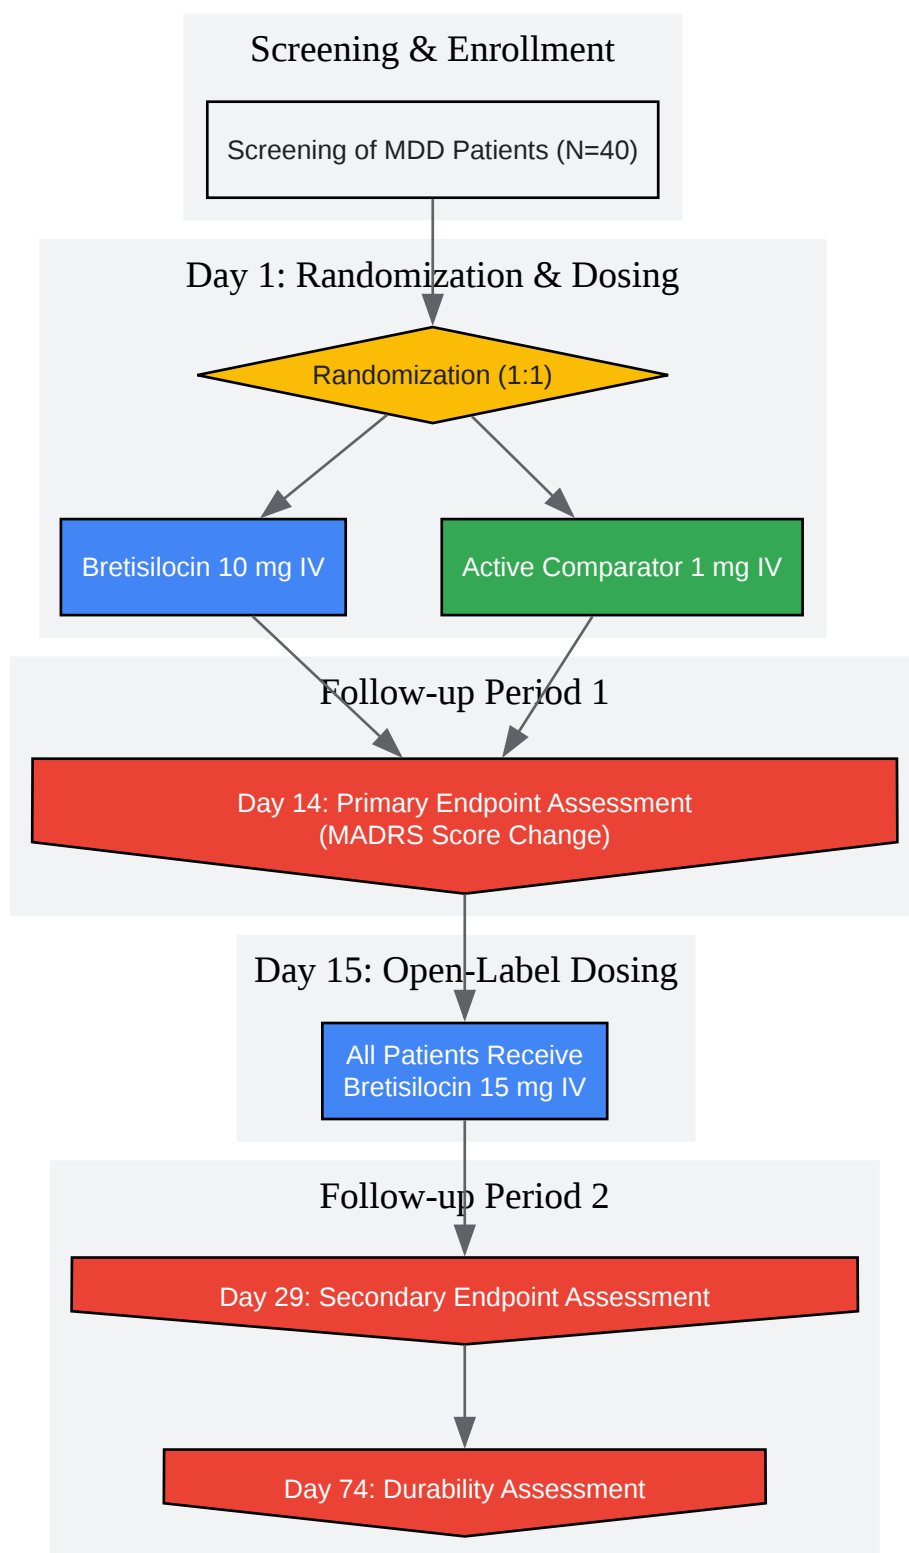 Screening & Enrollment
Screening of MDD Patients (N=40)
Day 1: Randomization & Dosing
Randomization (1:1)
Bretisilocin 10 mg IV
Active Comparator 1 mg IV
Follow-up Period 1
Day 14: Primary Endpoint Assessment
(MADRS Score Change)
Day 15: Open-Label Dosing
All Patients Receive
Bretisilocin 15 mg IV
Follow-up Period 2
Day 29: Secondary Endpoint Assessment
Day 74: Durability Assessment